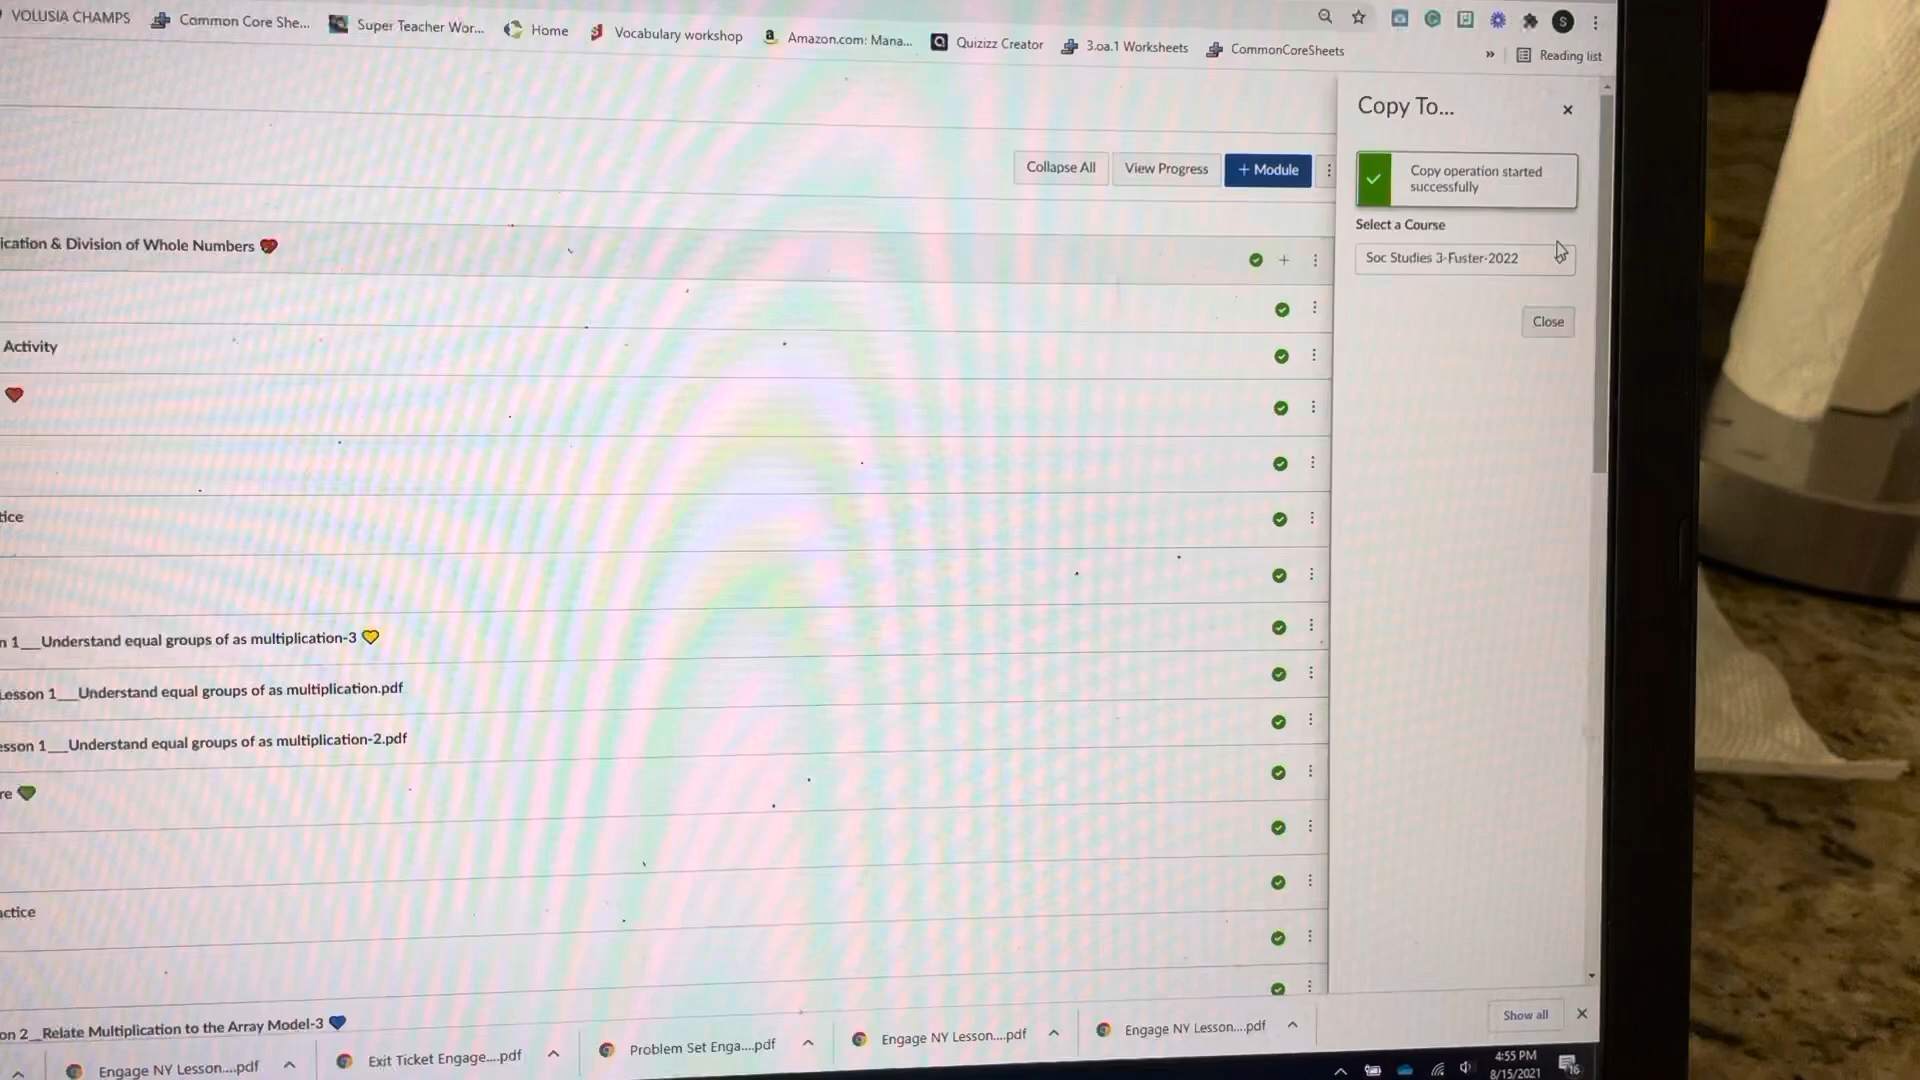 VOLUSIA CHAMPS
Common Core She...
Super Teacher Wor...
Home
Vocabulary workshop
Amazon.com: Mana...
Quizizz Creator
3.oa.1 Worksheets
CommonCoreSheets
S
»
Reading list
Copy To...
Collapse All
View Progress
+ Module
Copy operation started
successfully
Select a Course
Soc Studies 3-Fuster-2022
Close
ication & Division of Whole Numbers
Activity
tice
n 1__Understand equal groups of as multiplication-3
Lesson 1__Understand equal groups of as multiplication.pdf
esson 1__Understand equal groups of as multiplication-2.pdf
re
actice
on 2__Relate Multiplication to the Array Model-3
Engage NY Lesson....pdf
Exit Ticket Engage....pdf
Problem Set Enga....pdf
Engage NY Lesson....pdf
Engage NY Lesson....pdf
Show all
4:55 PM
8/15/2021
16